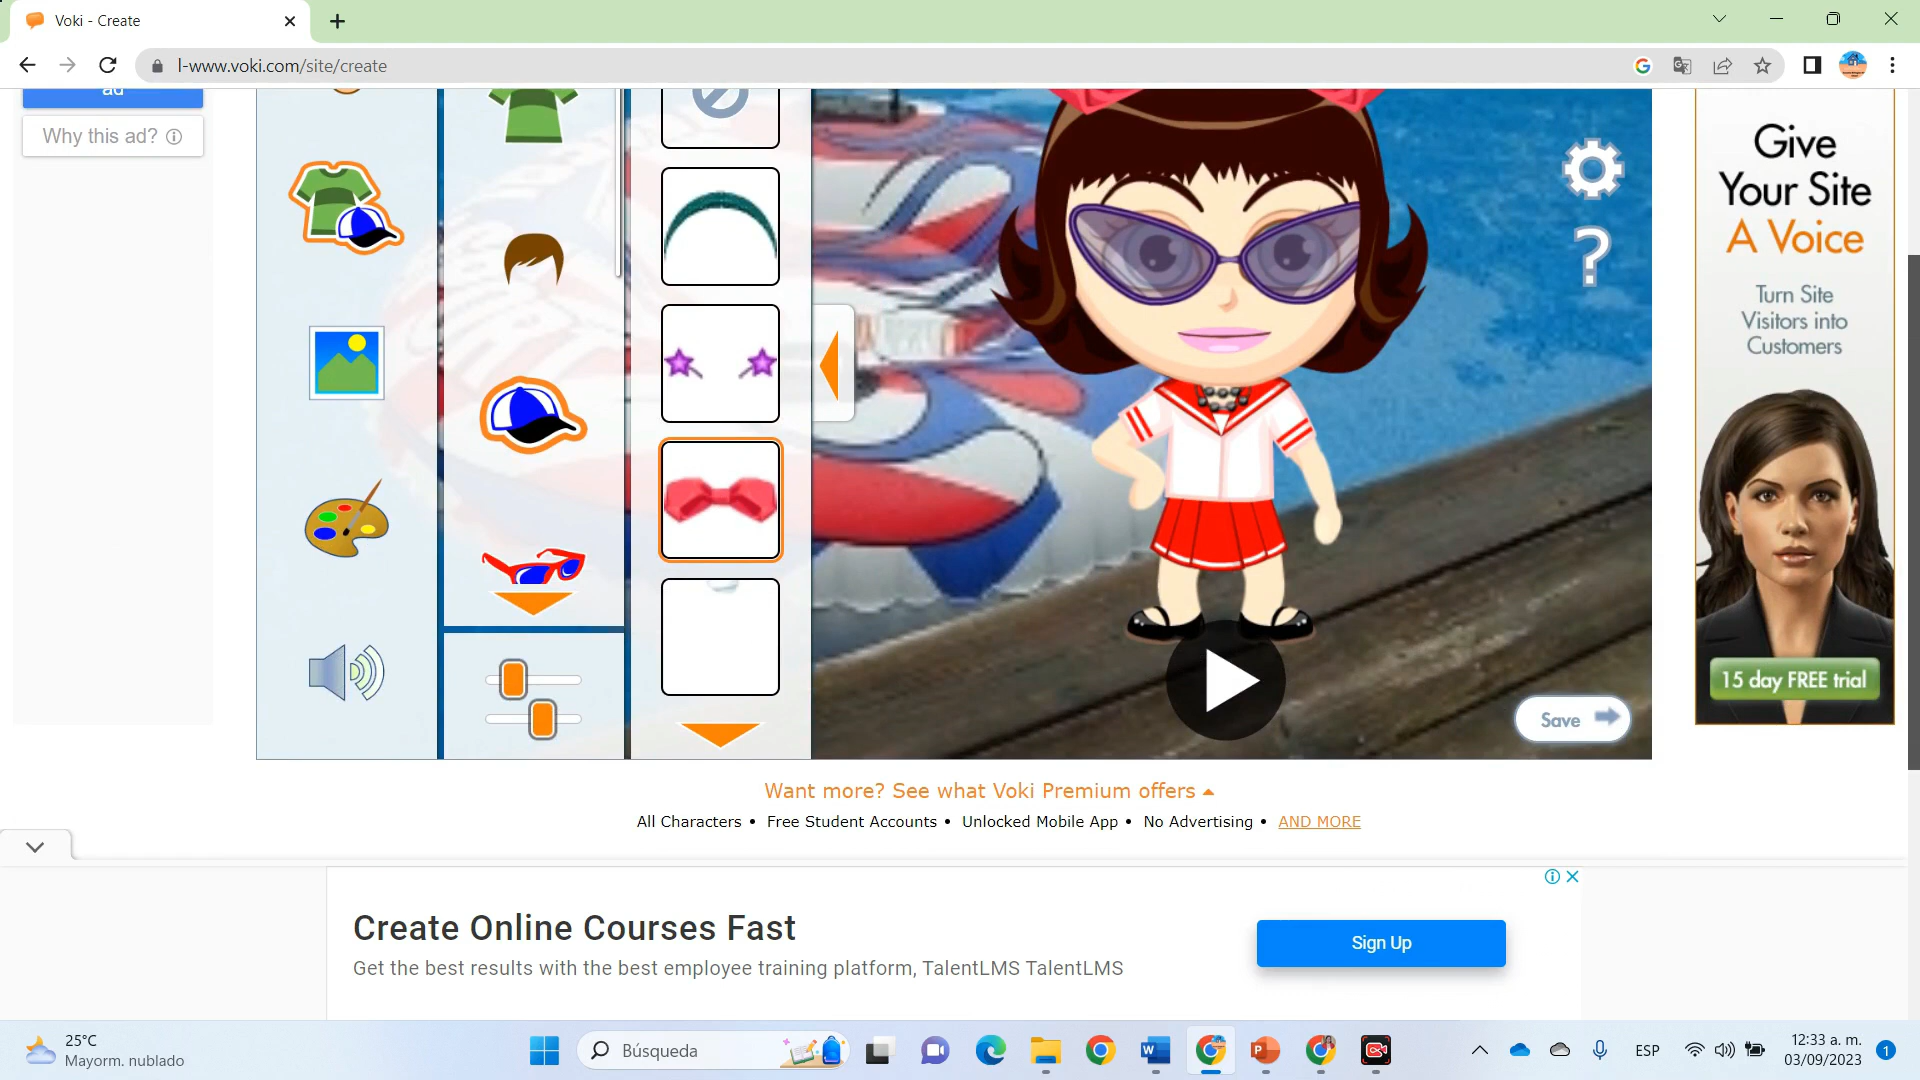 Voki - Create
l-www.voki.com/site/create
ad
Why this ad?
Give
Your Site
A Voice
Turn Site
Visitors into
Customers
15 day FREE trial
Save
Want more? See what Voki Premium offers
All Characters • Free Student Accounts • Unlocked Mobile App • No Advertising • AND MORE
Create Online Courses Fast
Get the best results with the best employee training platform, TalentLMS TalentLMS
Sign Up
25°C
Mayorm. nublado
Búsqueda
ESP
12:33 a. m.
03/09/2023
1